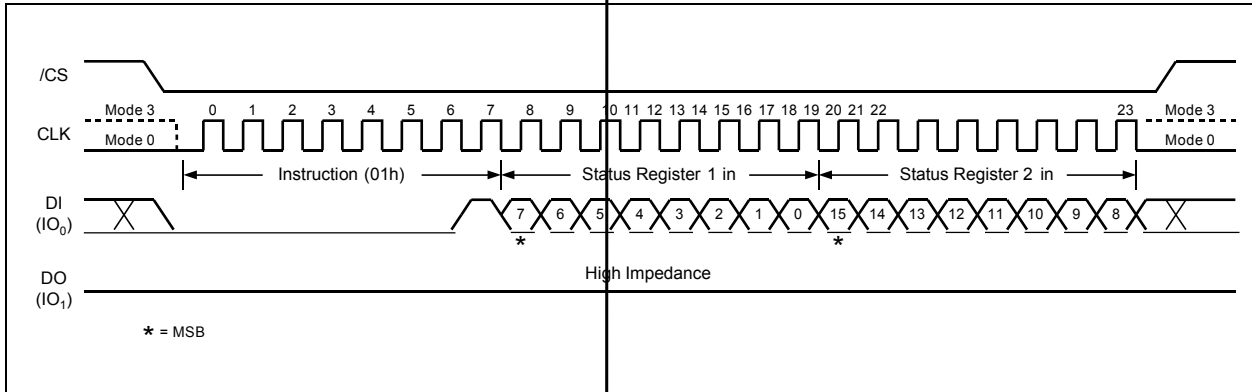 /CS
Mode 3 0 1 2 3 4 5 6 7 8 9 10 11 12 13 14 15 16 17 18 19 20 21 22 23 Mode 3
CLK
Mode 0 Mode 0
Instruction (01h) Status Register 1 in Status Register 2 in
DI
(IO0)
7 6 5 4 3 2 1 0 15 14 13 12 11 10 9 8
* *
High Impedance
DO
(IO1)
* = MSB